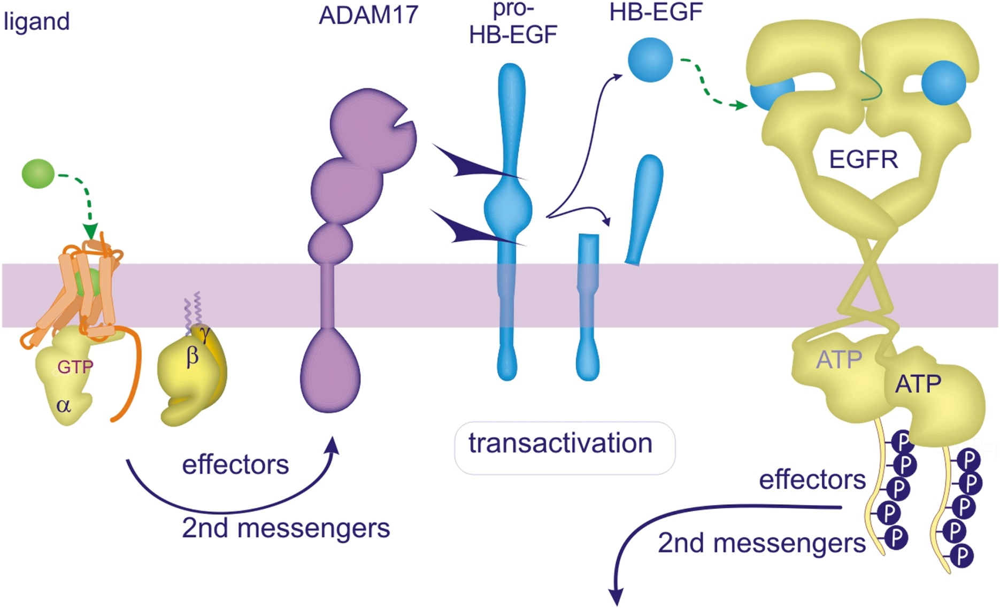 ligand
ADAM17
pro-
HB-EGF
HB-EGF
EGFR
γ
β
GTP
α
ATP
ATP
transactivation
effectors
2nd messengers
effectors
2nd messengers
P
P
P
P
P
P
P
P
P
P